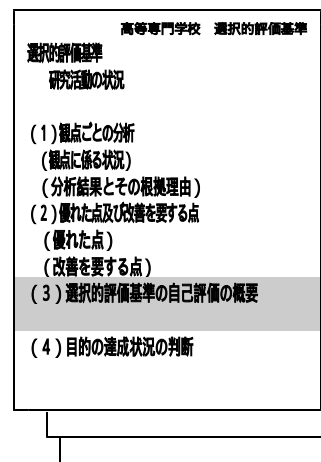 高等専門学校　選択的評価基準
選択的評価基準
研究活動の状況
(1)観点ごとの分析
(観点に係る状況)
(分析結果とその根拠理由)
(2)優れた点及び改善を要する点
(優れた点)
(改善を要する点)
(3)選択的評価基準の自己評価の概要
(4)目的の達成状況の判断